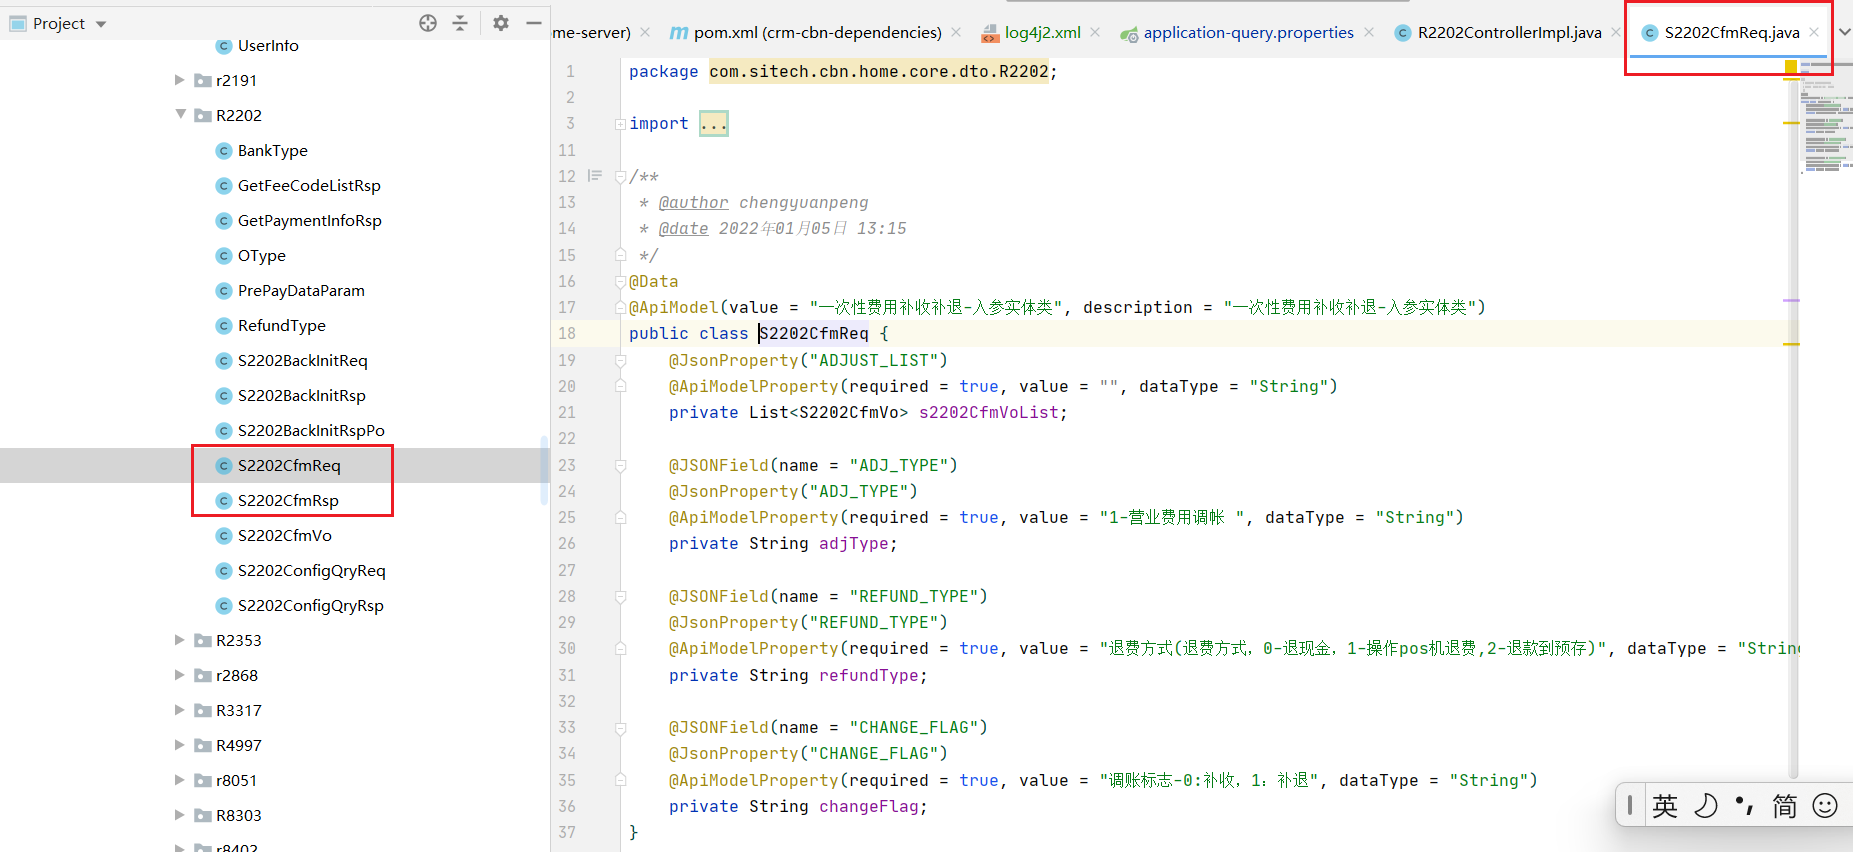 Project
ome-server)
pom.xml (crm-cbn-dependencies)
log4j2.xml
application-query.properties
R2202ControllerImpl.java
S2202CfmReq.java
UserInfo
r2191
R2202
BankType
GetFeeCodeListRsp
GetPaymentInfoRsp
OType
PrePayDataParam
RefundType
S2202BackInitReq
S2202BackInitRsp
S2202BackInitRspPo
S2202CfmReq
S2202CfmRsp
S2202CfmVo
S2202ConfigQryReq
S2202ConfigQryRsp
R2353
r2868
R3317
R4997
r8051
R8303
r8402
1 package com.sitech.cbn.home.core.dto.R2202;
2
3 import ...
11
12 /**
13 * @author chengyuanpeng
14 * @date 2022年01月05日 13:15
15 */
16 @Data
17 @ApiModel(value = "一次性费用补收补退-入参实体类", description = "一次性费用补收补退-入参实体类")
18 public class S2202CfmReq {
19 @JsonProperty("ADJUST_LIST")
20 @ApiModelProperty(required = true, value = "", dataType = "String")
21 private List<S2202CfmVo> s2202CfmVoList;
22
23 @JSONField(name = "ADJ_TYPE")
24 @JsonProperty("ADJ_TYPE")
25 @ApiModelProperty(required = true, value = "1-营业费用调帐 ", dataType = "String")
26 private String adjType;
27
28 @JSONField(name = "REFUND_TYPE")
29 @JsonProperty("REFUND_TYPE")
30 @ApiModelProperty(required = true, value = "退费方式(退费方式，0-退现金，1-操作pos机退费,2-退款到预存)", dataType = "String
31 private String refundType;
32
33 @JSONField(name = "CHANGE_FLAG")
34 @JsonProperty("CHANGE_FLAG")
35 @ApiModelProperty(required = true, value = "调账标志-0:补收，1：补退", dataType = "String")
36 private String changeFlag;
37 }
英 简